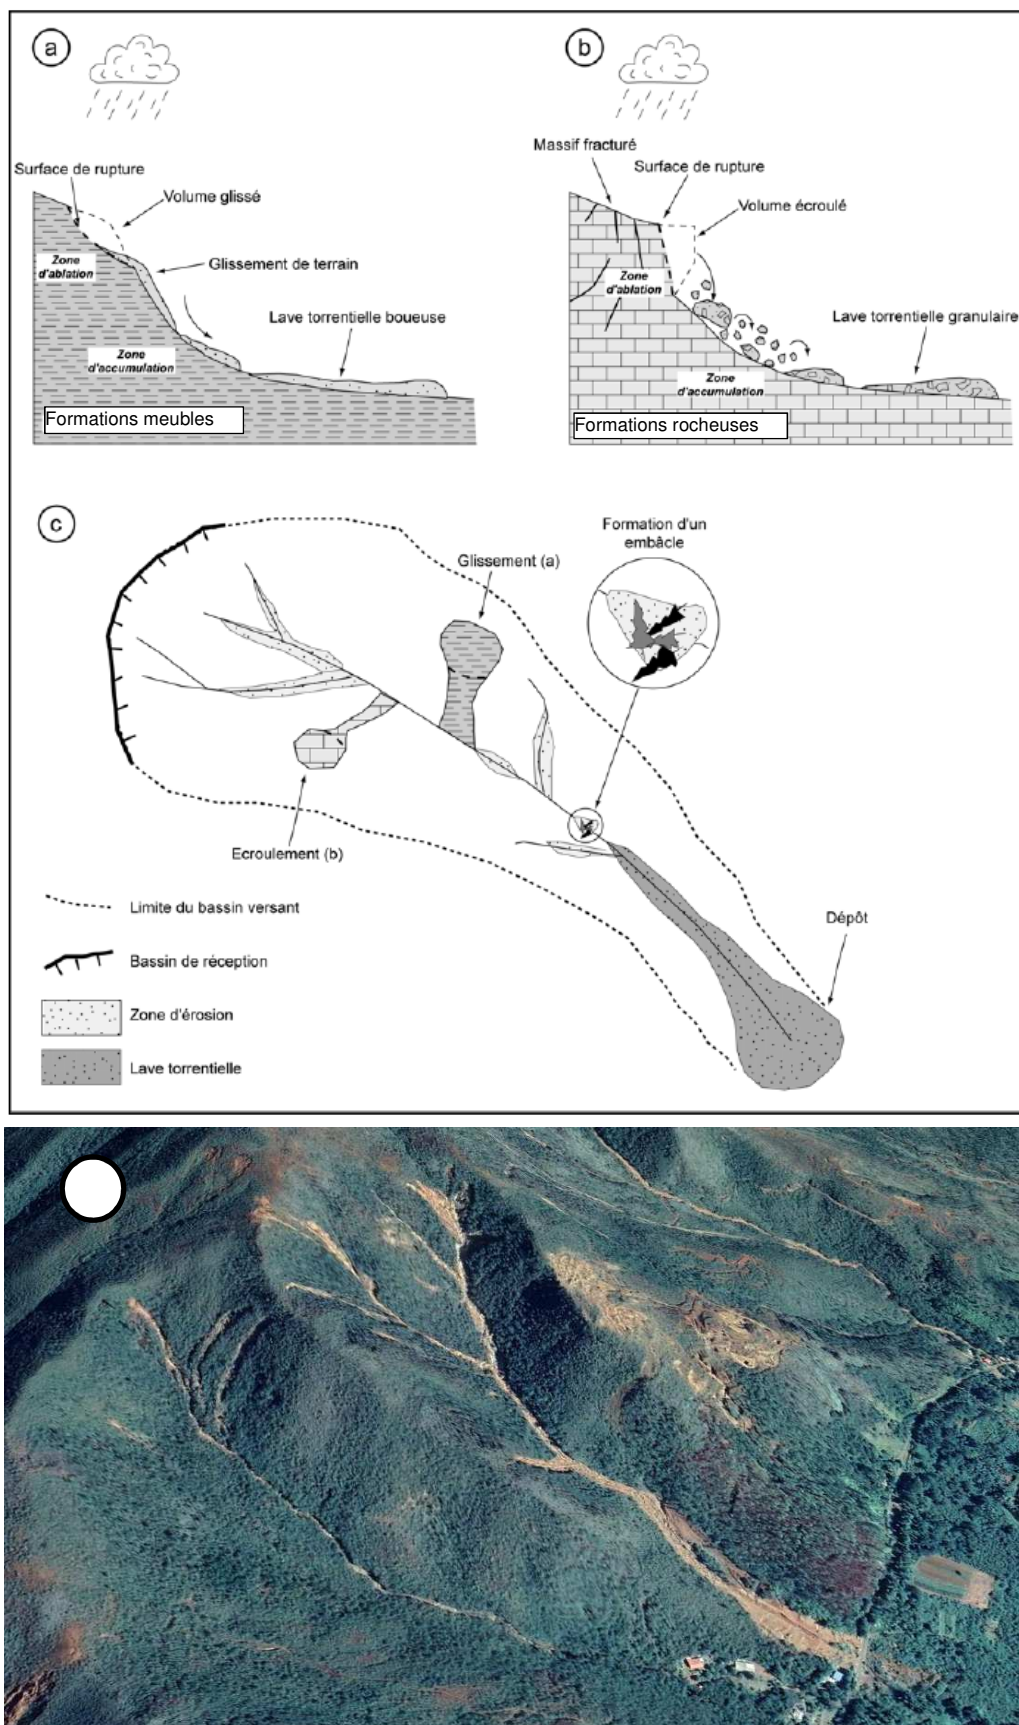 a
b
Massif fracturé
Surface de rupture
Surface de rupture
Volume glissé
Volume écroulé
Zone
d'ablation
Glissement de terrain
Zone
d'ablation
Lave torrentielle boueuse
Lave torrentielle granulaire
Zone
d'accumulation
Zone
d'accumulation
Formations meubles
Formations rocheuses
c
Formation d'un
embâcle
Glissement (a)
Ecroulement (b)
Limite du bassin versant
Dépôt
Bassin de réception
Zone d'érosion
Lave torrentielle